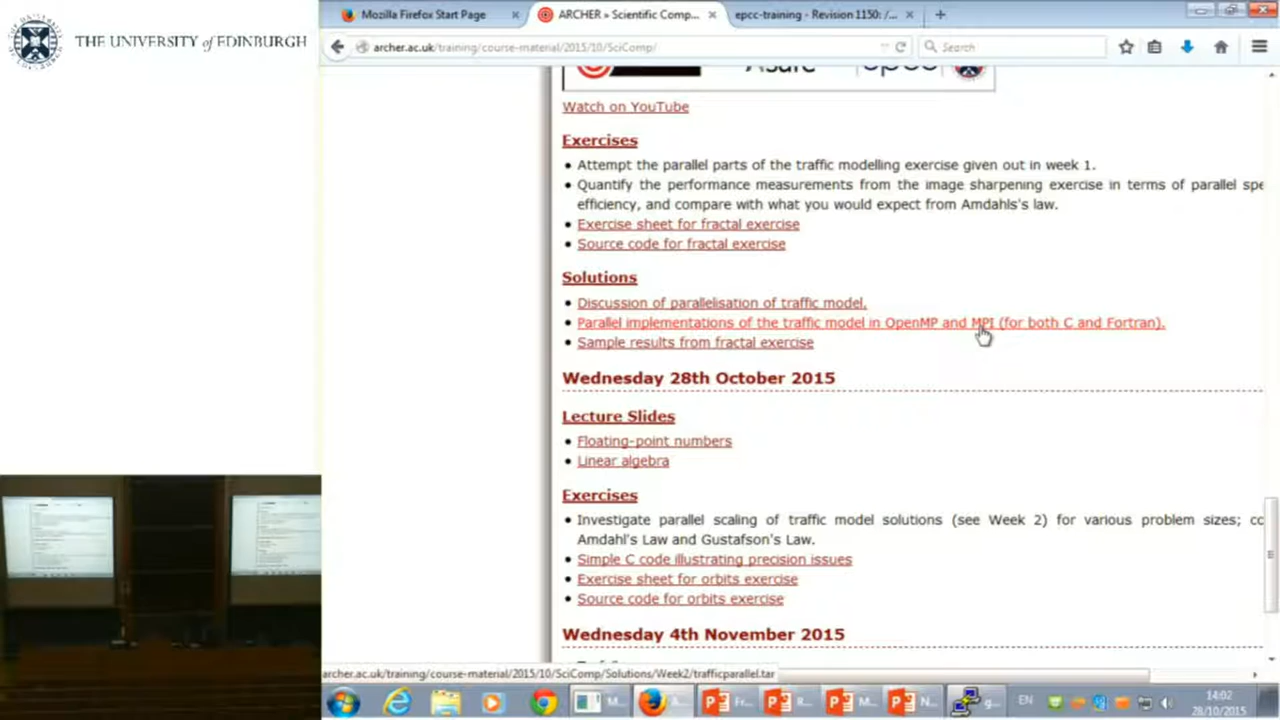 THE UNIVERSITY of EDINBURGH
Mozilla Firefox Start Page
ARCHER » Scientific Comp...
epcc-training - Revision 1150: /...
archer.ac.uk/training/course-material/2015/10/SciComp/
Search
epcc
Watch on YouTube
Exercises
Attempt the parallel parts of the traffic modelling exercise given out in week 1.
Quantify the performance measurements from the image sharpening exercise in terms of parallel spe
efficiency, and compare with what you would expect from Amdahls's law.
Exercise sheet for fractal exercise
Source code for fractal exercise
Solutions
Discussion of parallelisation of traffic model.
Parallel implementations of the traffic model in OpenMP and MPI (for both C and Fortran).
Sample results from fractal exercise
Wednesday 28th October 2015
Lecture Slides
Floating-point numbers
Linear algebra
Exercises
Investigate parallel scaling of traffic model solutions (see Week 2) for various problem sizes; co
Amdahl's Law and Gustafson's Law.
Simple C code illustrating precision issues
Exercise sheet for orbits exercise
Source code for orbits exercise
Wednesday 4th November 2015
archer.ac.uk/training/course-material/2015/10/SciComp/Solutions/Week2/trafficparallel.tar
M...
A...
Fr...
R...
M...
N...
g...
EN
14:02
28/10/2015